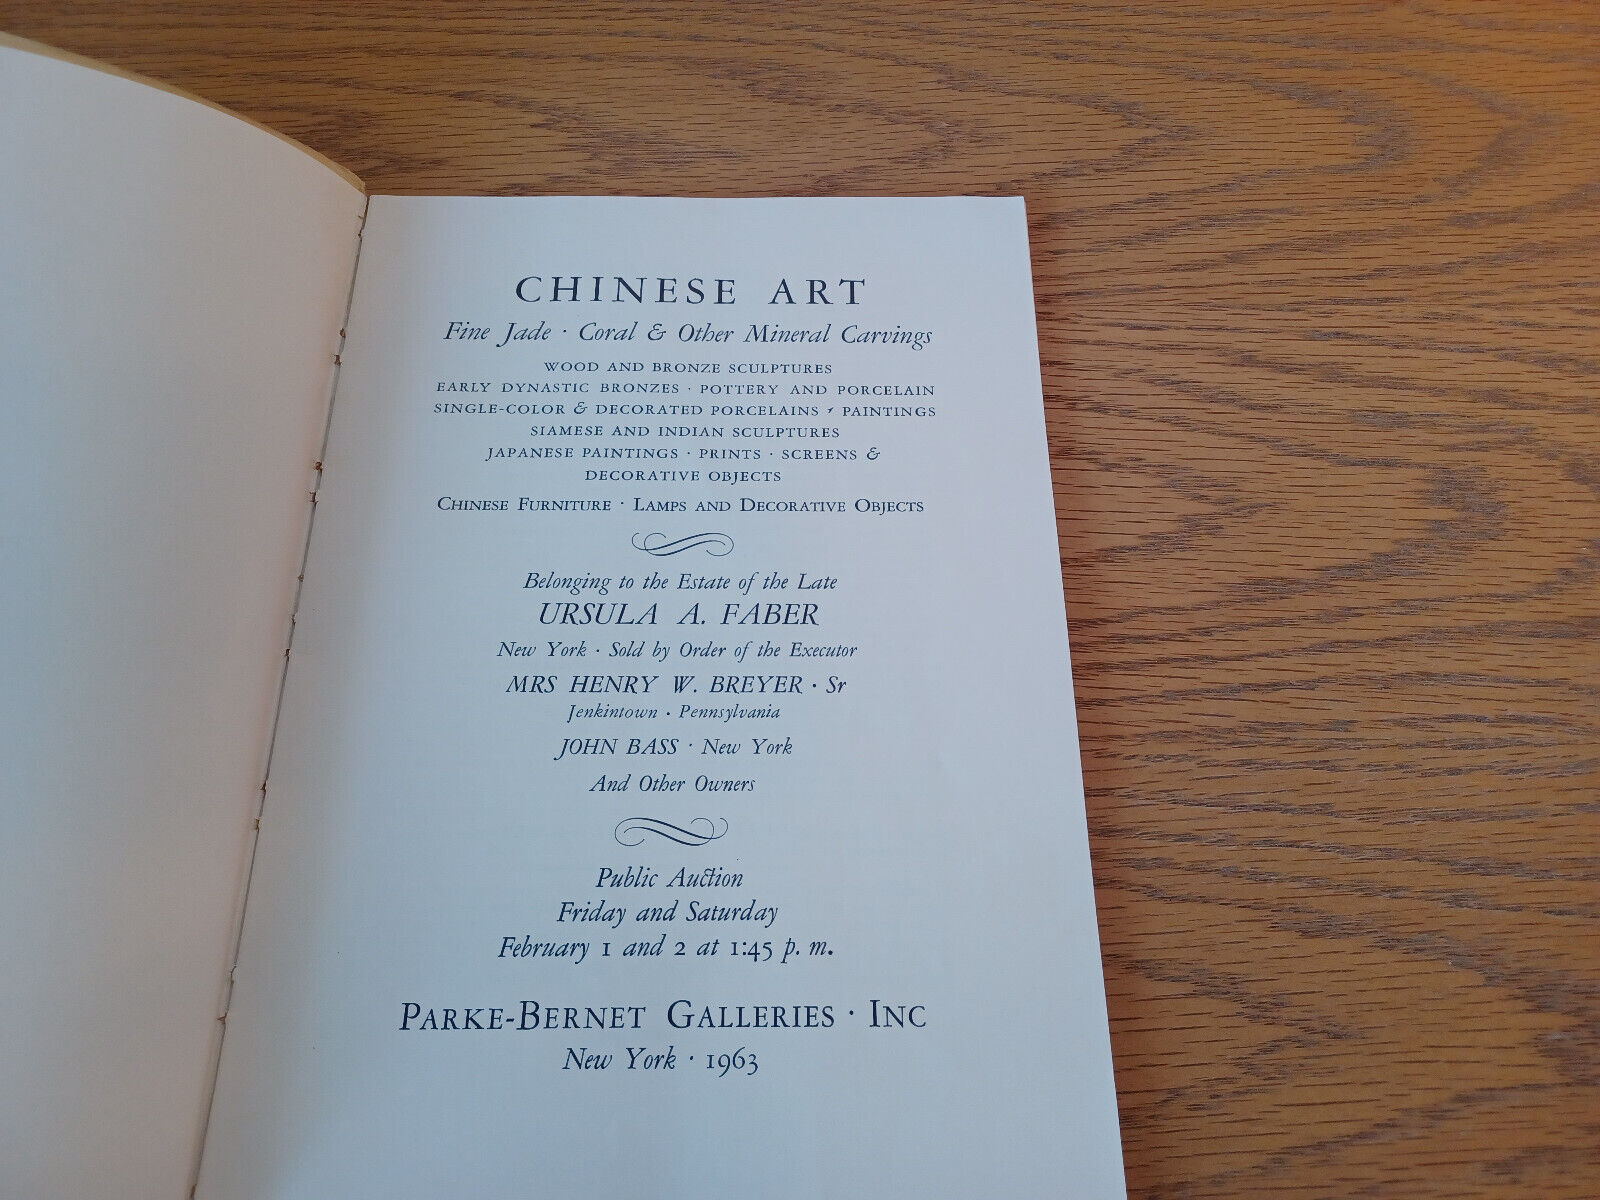 CHINESE ART
Fine Jade · Coral & Other Mineral Carvings
WOOD AND BRONZE SCULPTURES
EARLY DYNASTIC BRONZES · POTTERY AND PORCELAIN
SINGLE-COLOR & DECORATED PORCELAINS · PAINTINGS
SIAMESE AND INDIAN SCULPTURES
JAPANESE PAINTINGS · PRINTS · SCREENS &
DECORATIVE OBJECTS
CHINESE FURNITURE · LAMPS AND DECORATIVE OBJECTS
Belonging to the Estate of the Late
URSULA A. FABER
New York · Sold by Order of the Executor
MRS HENRY W. BREYER · Sr
Jenkintown · Pennsylvania
JOHN BASS · New York
And Other Owners
Public Auction
Friday and Saturday
February 1 and 2 at 1:45 p. m.
PARKE-BERNET GALLERIES · INC
New York · 1963